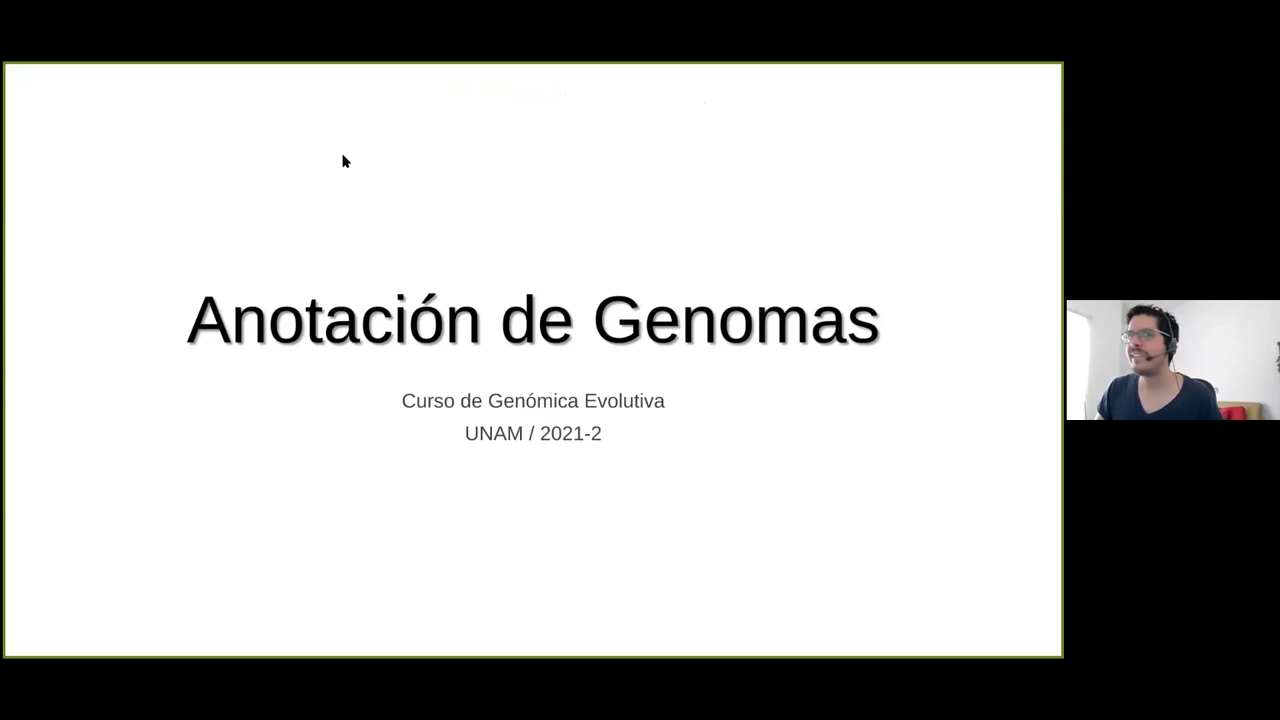 Anotación de Genomas
Curso de Genómica Evolutiva
UNAM / 2021-2